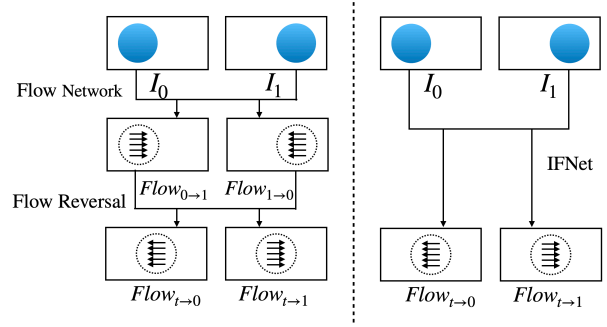 I₀ I₁
Flow Network
Flow₀→₁ Flow₁→₀
Flow Reversal
Flowₜ→₀ Flowₜ→₁
I₀ I₁
IFNet
Flowₜ→₀ Flowₜ→₁